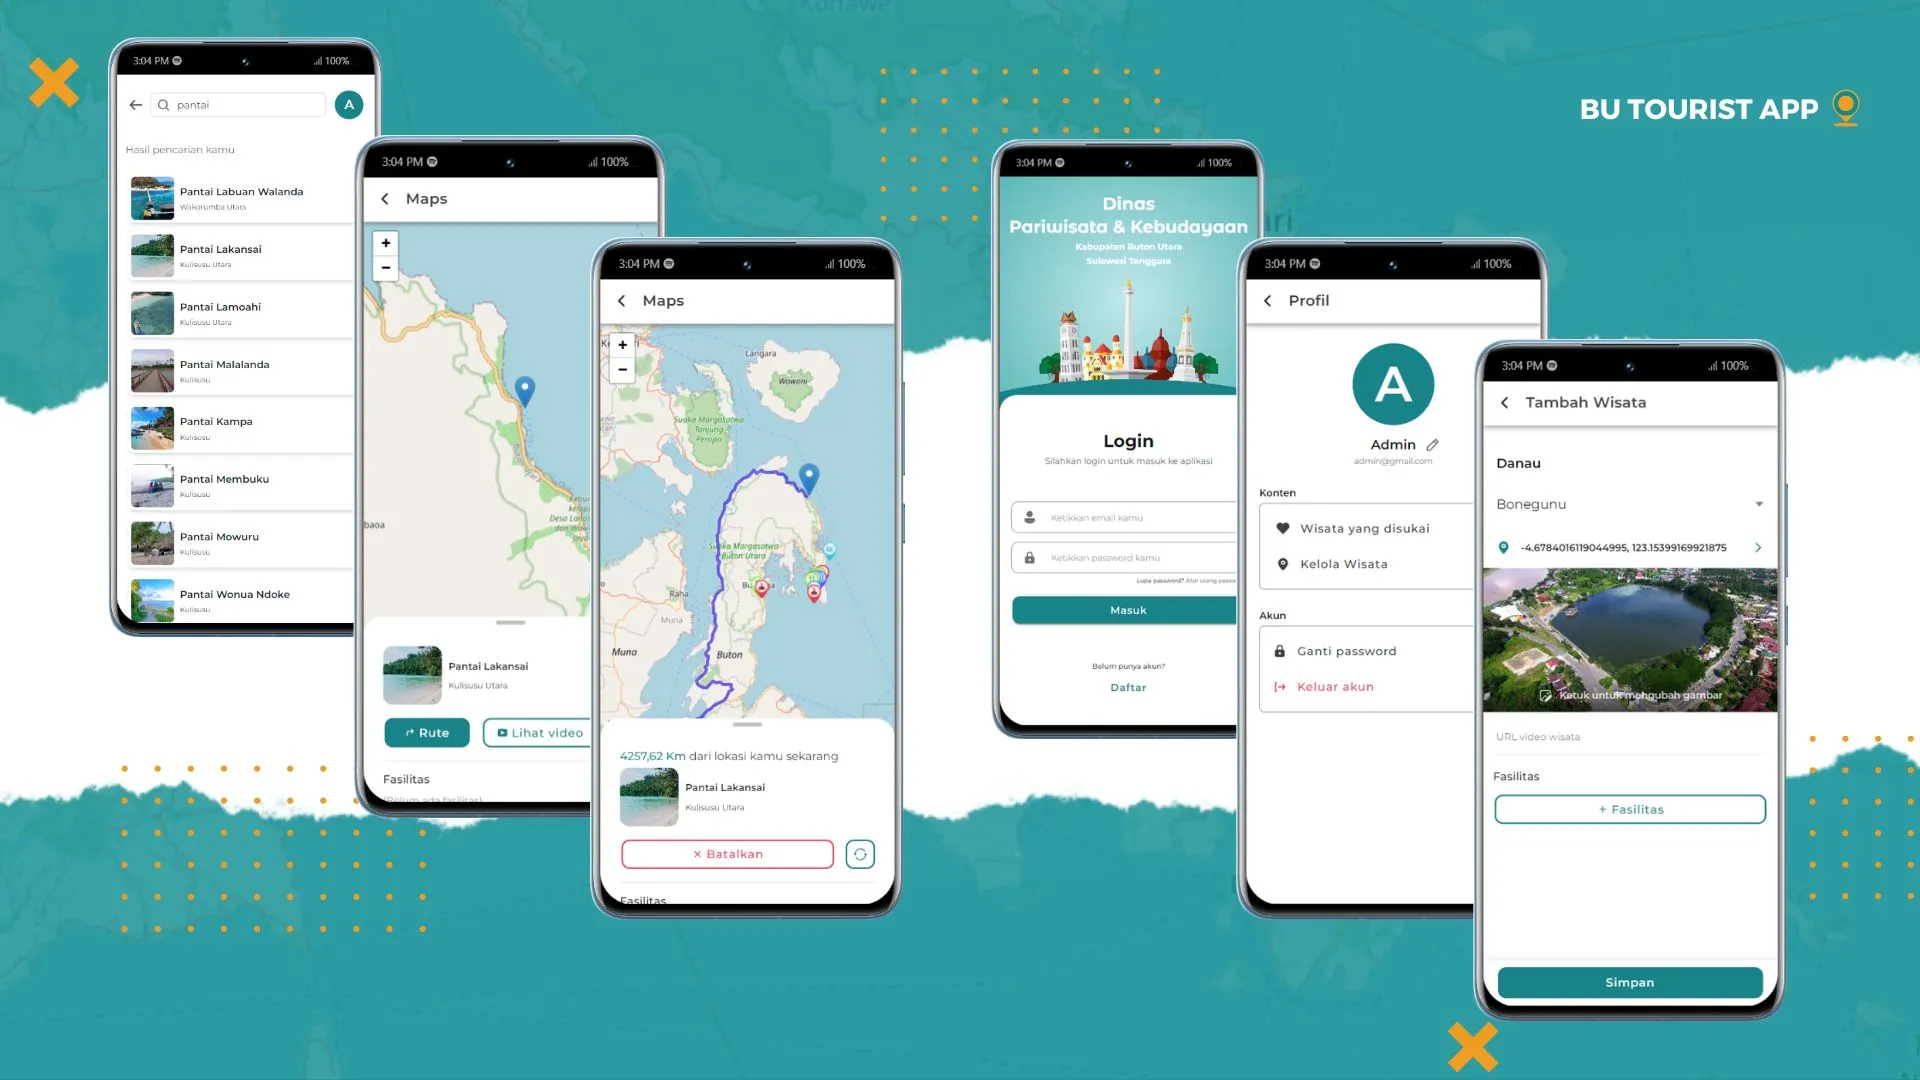 BU TOURIST APP
3:04 PM
100%
pantai
A
Hasil pencarian kamu
Pantai Labuan Walanda
Wakorumba Utara
Pantai Lakansai
Kulisusu Utara
Pantai Lamoahi
Kulisusu Utara
Pantai Malalanda
Kulisusu
Pantai Kampa
Kulisusu
Pantai Membuku
Kulisusu
Pantai Mowuru
Kulisusu
Pantai Wonua Ndoke
Kulisusu
3:04 PM
100%
Maps
+
−
baoa
Pantai Lakansai
Kulisusu Utara
Rute
Lihat video
Fasilitas
(Belum ada fasilitas)
3:04 PM
100%
Maps
+
−
Langara
Wowoni
Suaka Margasatwa
Tanjung
Peropa
Suaka Margasatwa
Buton Utara
Raha
Muna
Muna
Buton
4257,62 Km dari lokasi kamu sekarang
Pantai Lakansai
Kulisusu Utara
× Batalkan
Fasilitas
3:04 PM
100%
Dinas
Pariwisata & Kebudayaan
Kabupaten Buton Utara
Sulawesi Tenggara
Login
Silahkan login untuk masuk ke aplikasi
Ketikkan email kamu
Ketikkan password kamu
Lupa password? Atur ulang passw
Masuk
Belum punya akun?
Daftar
3:04 PM
100%
Profil
A
Admin
admin@gmail.com
Konten
Wisata yang disukai
Kelola Wisata
Akun
Ganti password
Keluar akun
3:04 PM
100%
Tambah Wisata
Danau
Bonegunu
-4.6784016119044995, 123.15399169921875
Ketuk untuk mengubah gambar
URL video wisata
Fasilitas
+ Fasilitas
Simpan